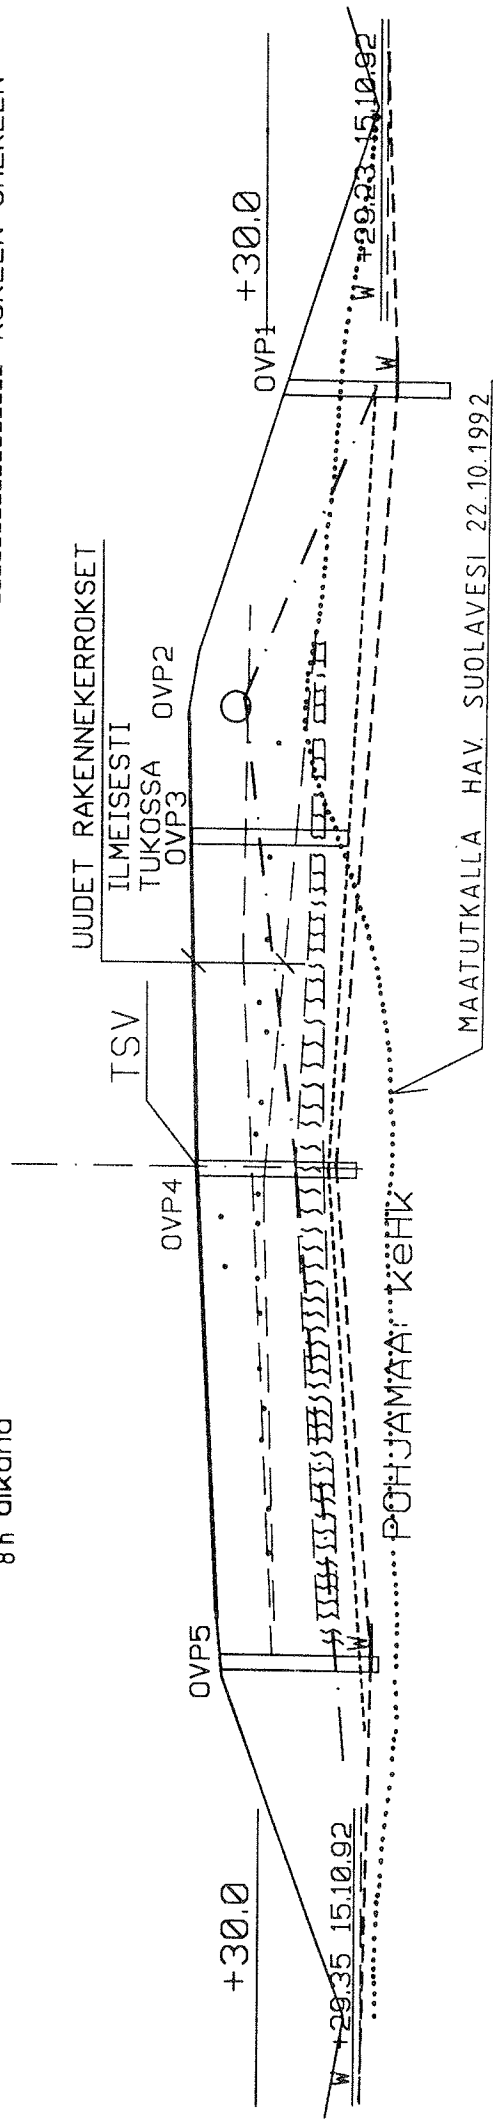 8 h aikana
UUDET RAKENNEKERROKSET
ILMEISESTI
TUKOSSA
TSV
OVP5
OVP4
OVP3
OVP2
OVP1
+30.0
+30.0
W +29.35 15.10.92
W
W
W +29.23 15.10.92
POHJAMAA: keHk
MAATUTKALLA HAV. SUOLAVESI 22.10.1992